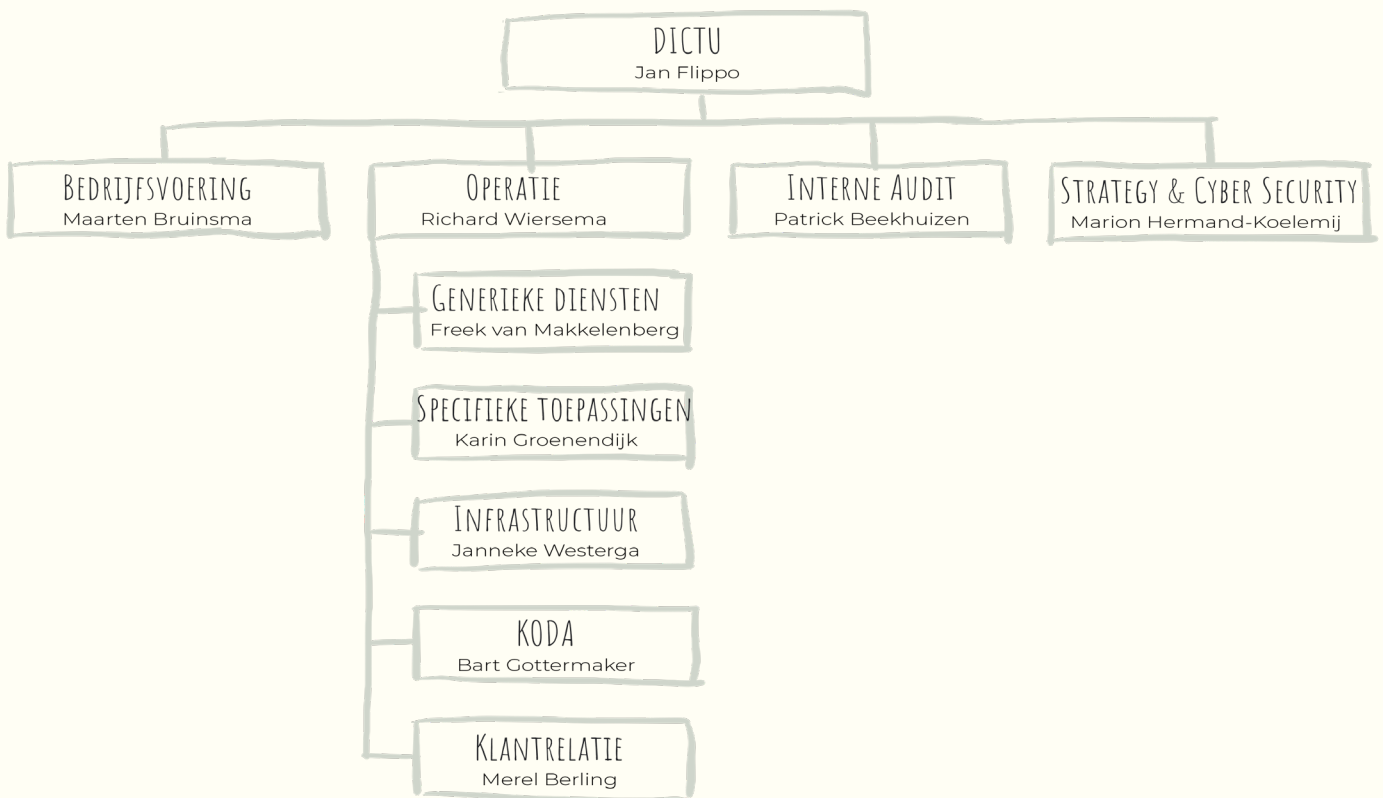 DICTU
Jan Flippo
BEDRIJFSVOERING
Maarten Bruinsma
OPERATIE
Richard Wiersema
INTERNE AUDIT
Patrick Beekhuizen
STRATEGY & CYBER SECURITY
Marion Hermand-Koelemij
GENERIEKE DIENSTEN
Freek van Makkelenberg
SPECIFIEKE TOEPASSINGEN
Karin Groenendijk
INFRASTRUCTUUR
Janneke Westerga
KODA
Bart Gottermaker
KLANTRELATIE
Merel Berling